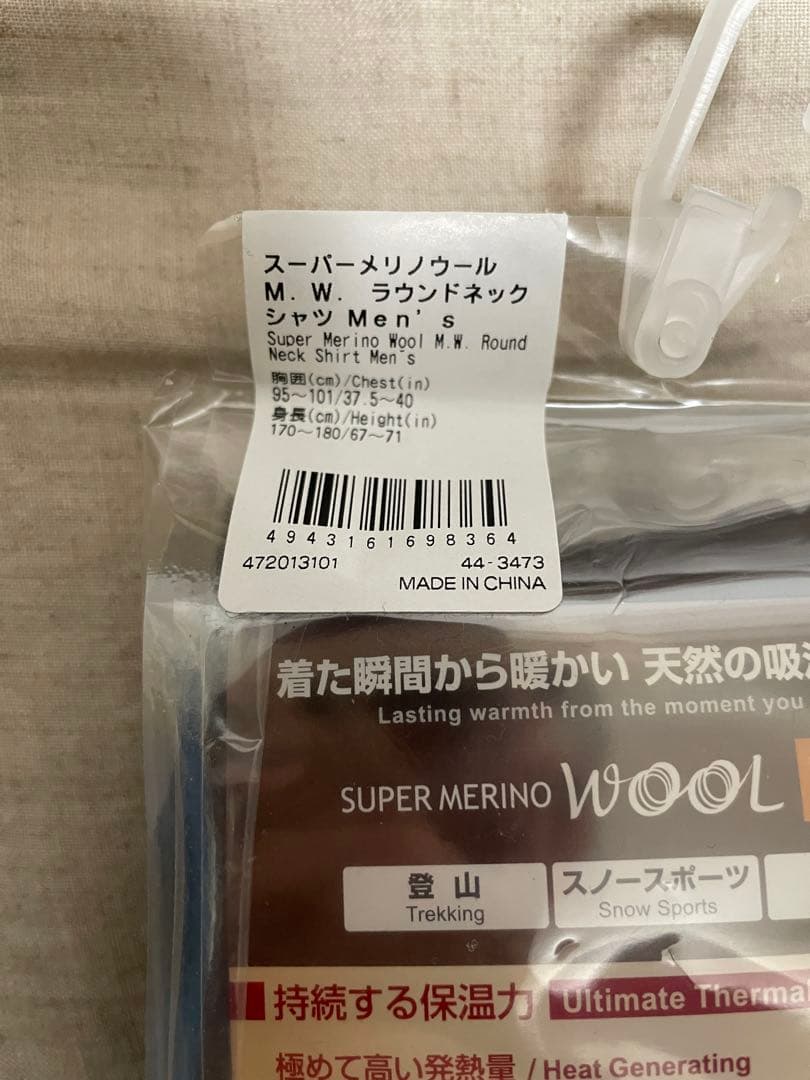 スーパーメリノウール
M. W. ラウンドネック
シャツ Men's
Super Merino Wool M.W. Round
Neck Shirt Men's
胸囲(cm)/Chest(in)
95～101/37.5～40
身長(cm)/Height(in)
170～180/67～71
4943161698364
472013101 44-3473
MADE IN CHINA
着た瞬間から暖かい 天然の吸
Lasting warmth from the moment you
SUPER MERINO WOOL
登山 スノースポーツ
Trekking Snow Sports
持続する保温力 Ultimate Thermal
極めて高い発熱量 / Heat Generating